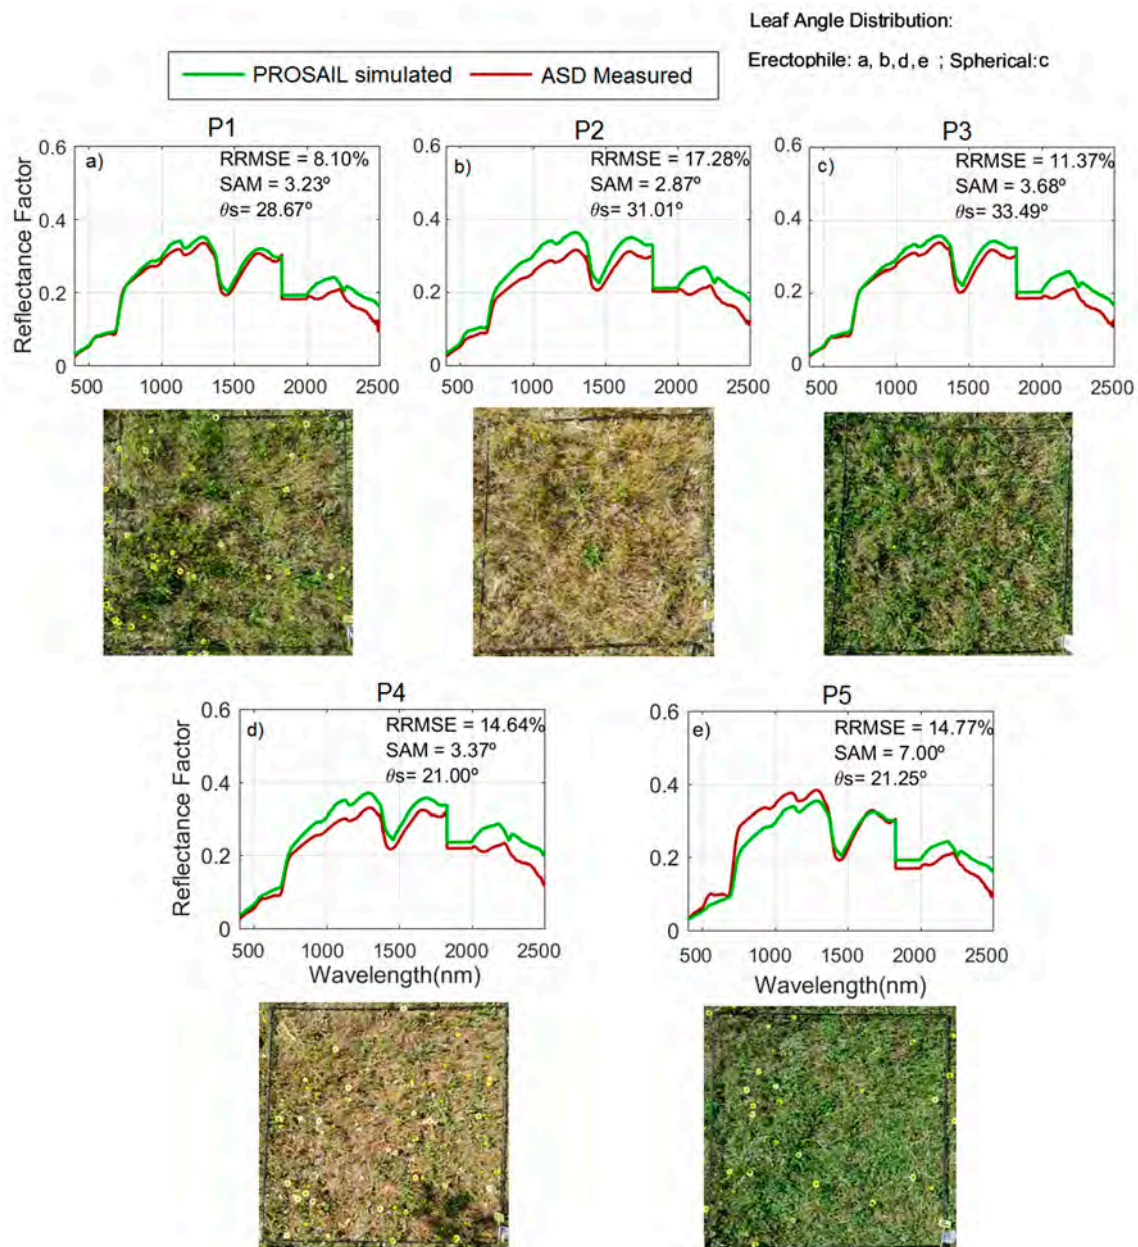 Leaf Angle Distribution:
Erectophile: a, b,d,e ; Spherical:c
PROSAIL simulated ASD Measured
P1
a)
RRMSE = 8.10%
SAM = 3.23º
θs= 28.67º
Reflectance Factor
0.6
0.4
0.2
0
500 1000 1500 2000 2500
P2
b)
RRMSE = 17.28%
SAM = 2.87º
θs= 31.01º
0.6
0.4
0.2
0
500 1000 1500 2000 2500
P3
c)
RRMSE = 11.37%
SAM = 3.68º
θs= 33.49º
0.6
0.4
0.2
0
500 1000 1500 2000 2500
P4
d)
RRMSE = 14.64%
SAM = 3.37º
θs= 21.00º
Reflectance Factor
0.6
0.4
0.2
0
500 1000 1500 2000 2500
Wavelength(nm)
P5
e)
RRMSE = 14.77%
SAM = 7.00º
θs= 21.25º
0.6
0.4
0.2
0
500 1000 1500 2000 2500
Wavelength(nm)